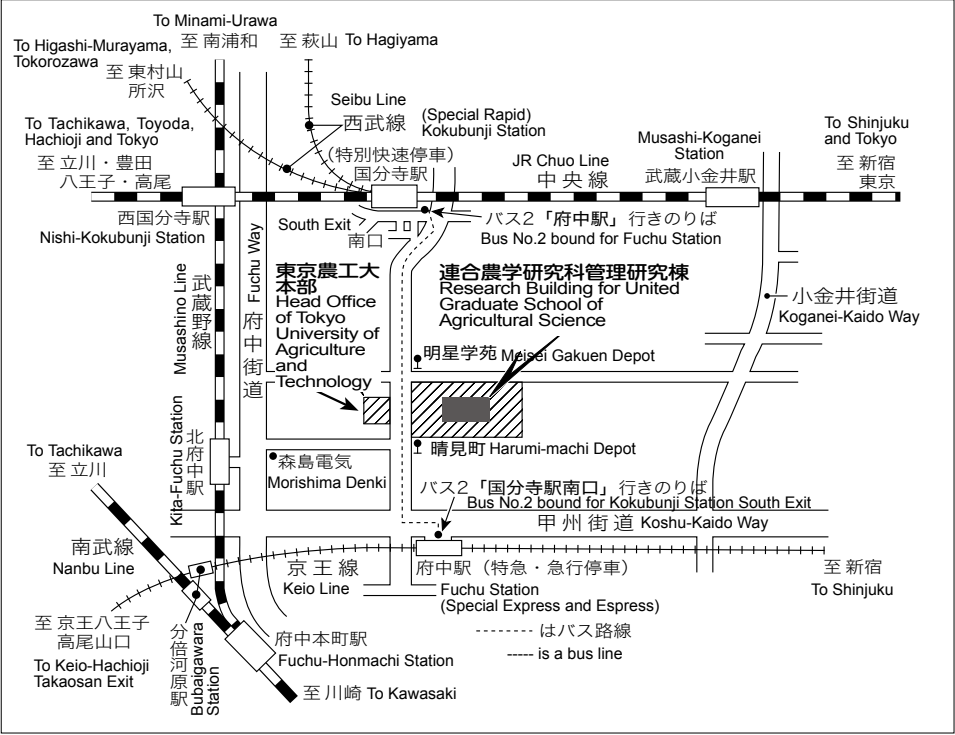 To Minami-Urawa
至 南浦和
至 萩山 To Hagiyama
To Higashi-Murayama,
Tokorozawa
至 東村山
所沢
Seibu Line
西武線
(Special Rapid)
Kokubunji Station
(特別快速停車)
国分寺駅
To Tachikawa, Toyoda,
Hachioji and Tokyo
至 立川・豊田
八王子・高尾
JR Chuo Line
中央線
Musashi-Koganei
Station
武蔵小金井駅
To Shinjuku
and Tokyo
至 新宿
東京
西国分寺駅
Nishi-Kokubunji Station
South Exit
南口
バス2「府中駅」行きのりば
Bus No.2 bound for Fuchu Station
Musashino Line
武蔵野線
Fuchu Way
府中街道
東京農工大
本部
Head Office
of Tokyo
University of
Agriculture
and
Technology
連合農学研究科管理研究棟
Research Building for United
Graduate School of
Agricultural Science
小金井街道
Koganei-Kaido Way
明星学苑 Meisei Gakuen Depot
晴見町 Harumi-machi Depot
Kita-Fuchu Station
北府中駅
森島電気
Morishima Denki
To Tachikawa
至 立川
バス2「国分寺駅南口」行きのりば
Bus No.2 bound for Kokubunji Station South Exit
甲州街道 Koshu-Kaido Way
南武線
Nanbu Line
京王線
Keio Line
府中駅(特急・急行停車)
Fuchu Station
(Special Express and Espress)
至 新宿
To Shinjuku
至 京王八王子
高尾山口
To Keio-Hachioji
Takaosan Exit
分倍河原駅
Bubaigawara
Station
府中本町駅
Fuchu-Honmachi Station
至 川崎 To Kawasaki
はバス路線
is a bus line